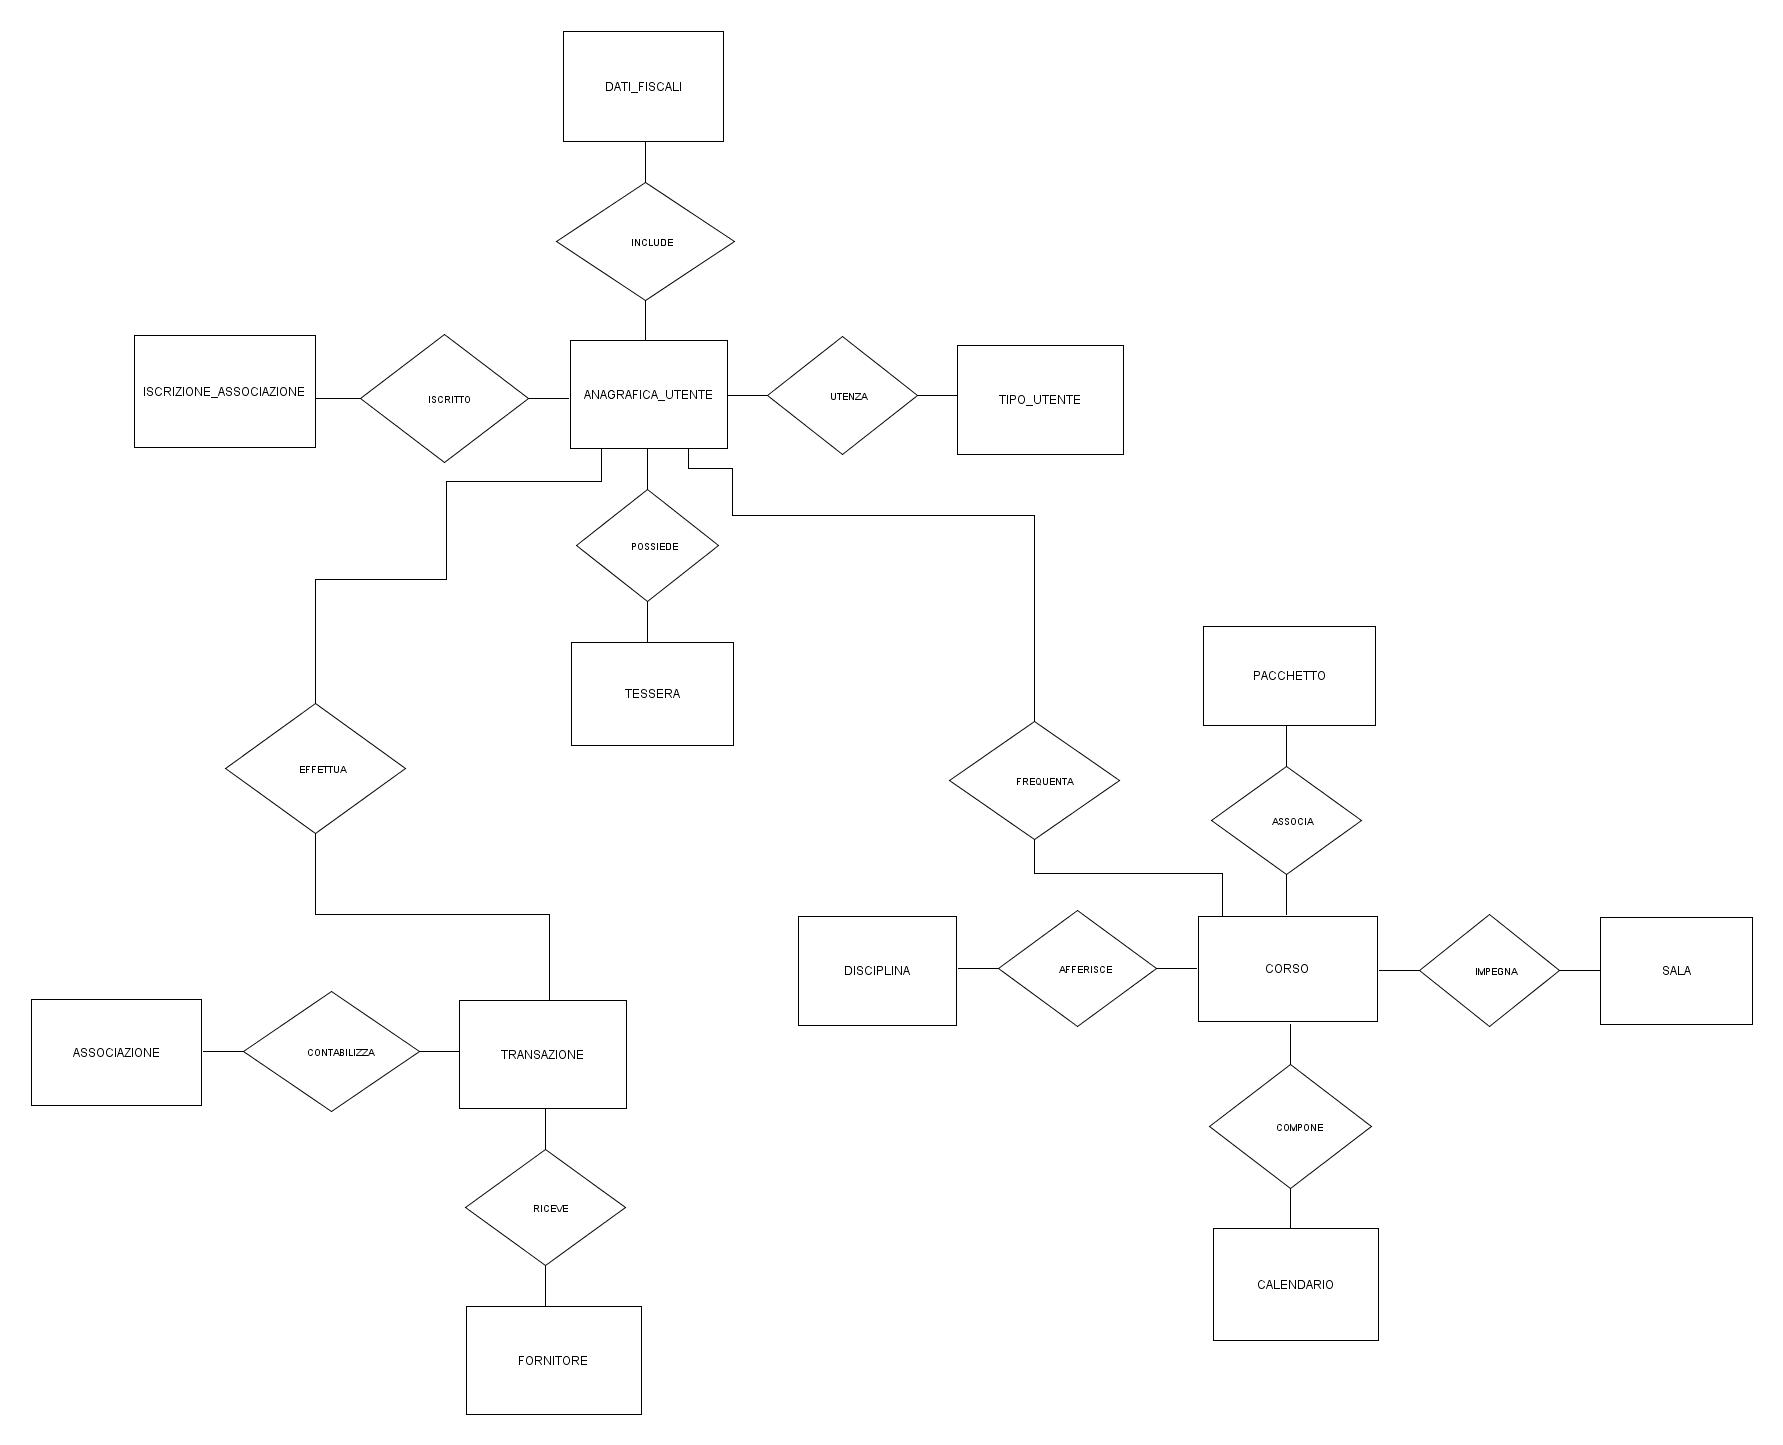 DATI_FISCALI
INCLUDE
ISCRIZIONE_ASSOCIAZIONE
ISCRITTO
ANAGRAFICA_UTENTE
UTENZA
TIPO_UTENTE
POSSIEDE
TESSERA
PACCHETTO
EFFETTUA
FREQUENTA
ASSOCIA
DISCIPLINA
AFFERISCE
CORSO
IMPEGNA
SALA
ASSOCIAZIONE
CONTABILIZZA
TRANSAZIONE
COMPONE
RICEVE
CALENDARIO
FORNITORE